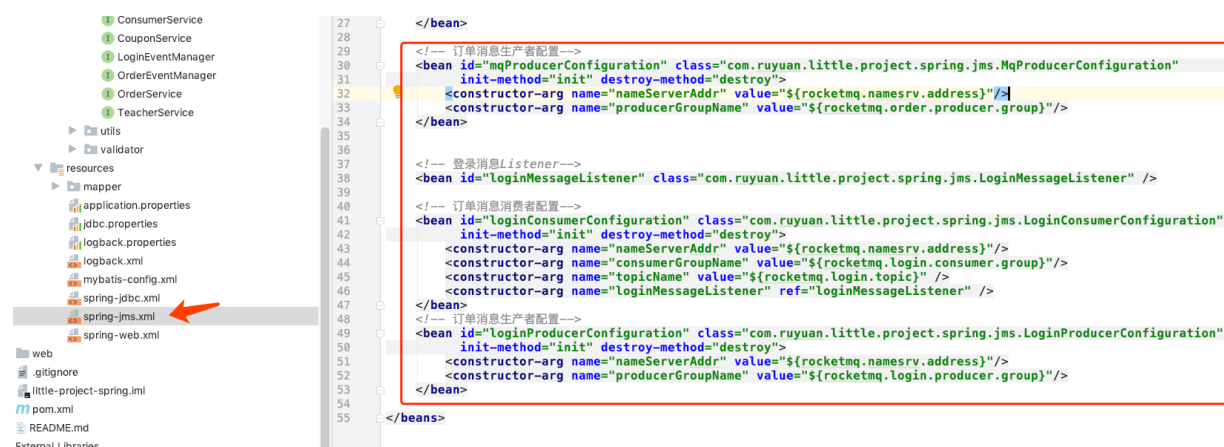 ConsumerService
CouponService
LoginEventManager
OrderEventManager
OrderService
TeacherService
utils
validator
resources
mapper
application.properties
jdbc.properties
logback.properties
logback.xml
mybatis-config.xml
spring-jdbc.xml
spring-jms.xml
spring-web.xml
web
.gitignore
little-project-spring.iml
pom.xml
README.md
External Libraries
27 </bean>
28
29 <!-- 订单消息生产者配置-->
30 <bean id="mqProducerConfiguration" class="com.ruyuan.little.project.spring.jms.MqProducerConfiguration"
31 init-method="init" destroy-method="destroy">
32 <constructor-arg name="nameServerAddr" value="${rocketmq.namesrv.address}"/>
33 <constructor-arg name="producerGroupName" value="${rocketmq.order.producer.group}"/>
34 </bean>
35
36
37 <!-- 登录消息Listener-->
38 <bean id="loginMessageListener" class="com.ruyuan.little.project.spring.jms.LoginMessageListener" />
39
40 <!-- 订单消息消费者配置-->
41 <bean id="loginConsumerConfiguration" class="com.ruyuan.little.project.spring.jms.LoginConsumerConfiguration"
42 init-method="init" destroy-method="destroy">
43 <constructor-arg name="nameServerAddr" value="${rocketmq.namesrv.address}"/>
44 <constructor-arg name="consumerGroupName" value="${rocketmq.login.consumer.group}"/>
45 <constructor-arg name="topicName" value="${rocketmq.login.topic}" />
46 <constructor-arg name="loginMessageListener" ref="loginMessageListener" />
47 </bean>
48 <!-- 订单消息生产者配置-->
49 <bean id="loginProducerConfiguration" class="com.ruyuan.little.project.spring.jms.LoginProducerConfiguration"
50 init-method="init" destroy-method="destroy">
51 <constructor-arg name="nameServerAddr" value="${rocketmq.namesrv.address}"/>
52 <constructor-arg name="producerGroupName" value="${rocketmq.login.producer.group}"/>
53 </bean>
54
55 </beans>